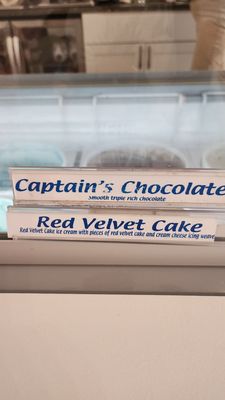 Captain's Chocolate
Smooth triple rich chocolate
Red Velvet Cake
Red Velvet Cake ice cream with pieces of red velvet cake and cream cheese icing weave